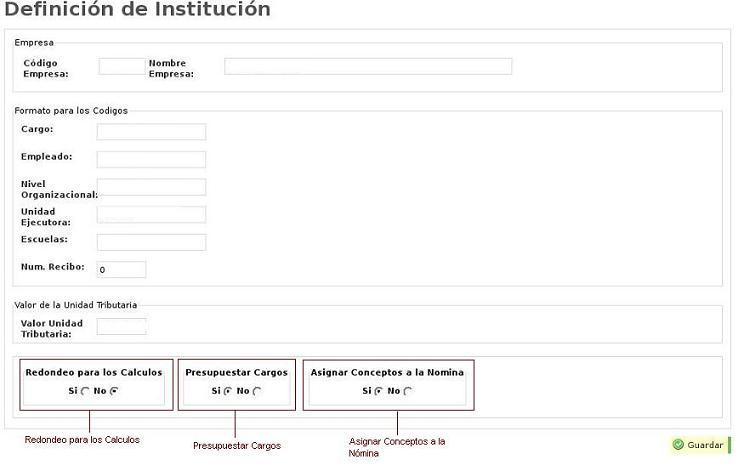 Definición de Institución
Empresa
Código Empresa:
Nombre Empresa:
Formato para los Codigos
Cargo:
Empleado:
Nivel Organizacional:
Unidad Ejecutora:
Escuelas:
Num. Recibo: 0
Valor de la Unidad Tributaria
Valor Unidad Tributaria:
Redondeo para los Calculos
Si No
Presupuestar Cargos
Si No
Asignar Conceptos a la Nomina
Si No
Redondeo para los Calculos
Presupuestar Cargos
Asignar Conceptos a la
Nómina
Guardar